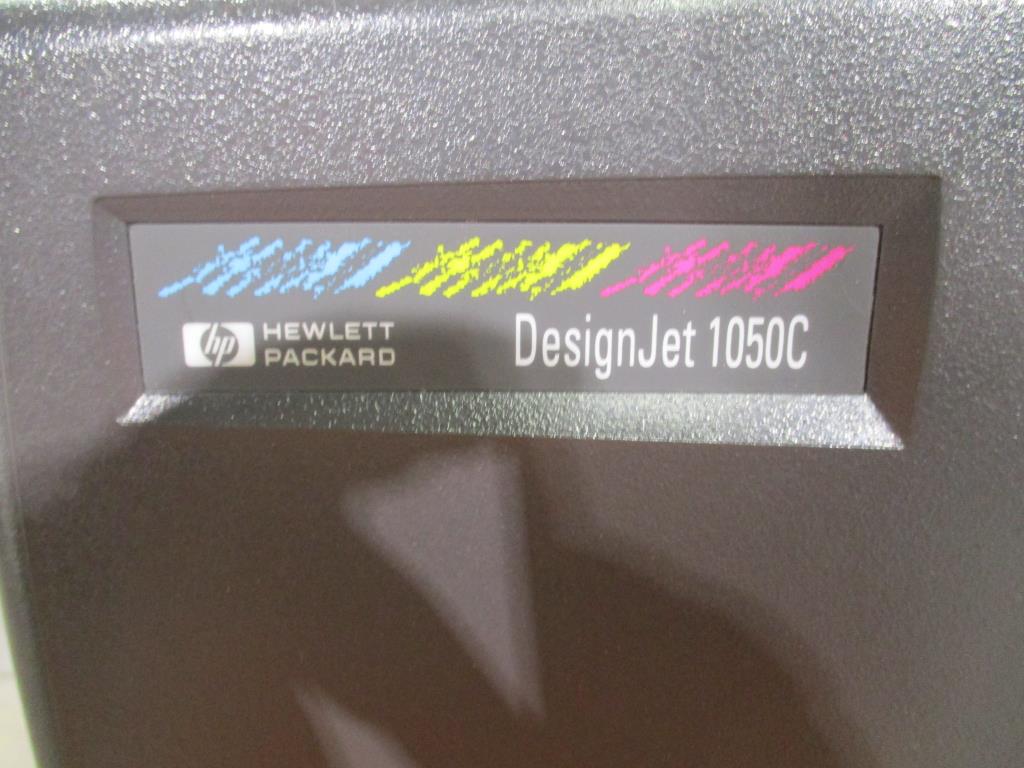 hp HEWLETT
PACKARD
DesignJet 1050C